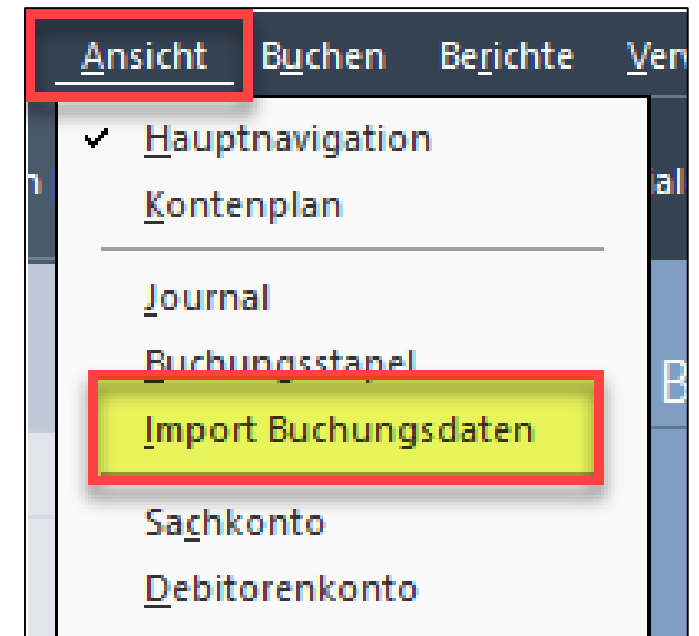 Ansicht Buchen Berichte
Hauptnavigation
Kontenplan
Journal
Buchungsstapel
Import Buchungsdaten
Sachkonto
Debitorenkonto